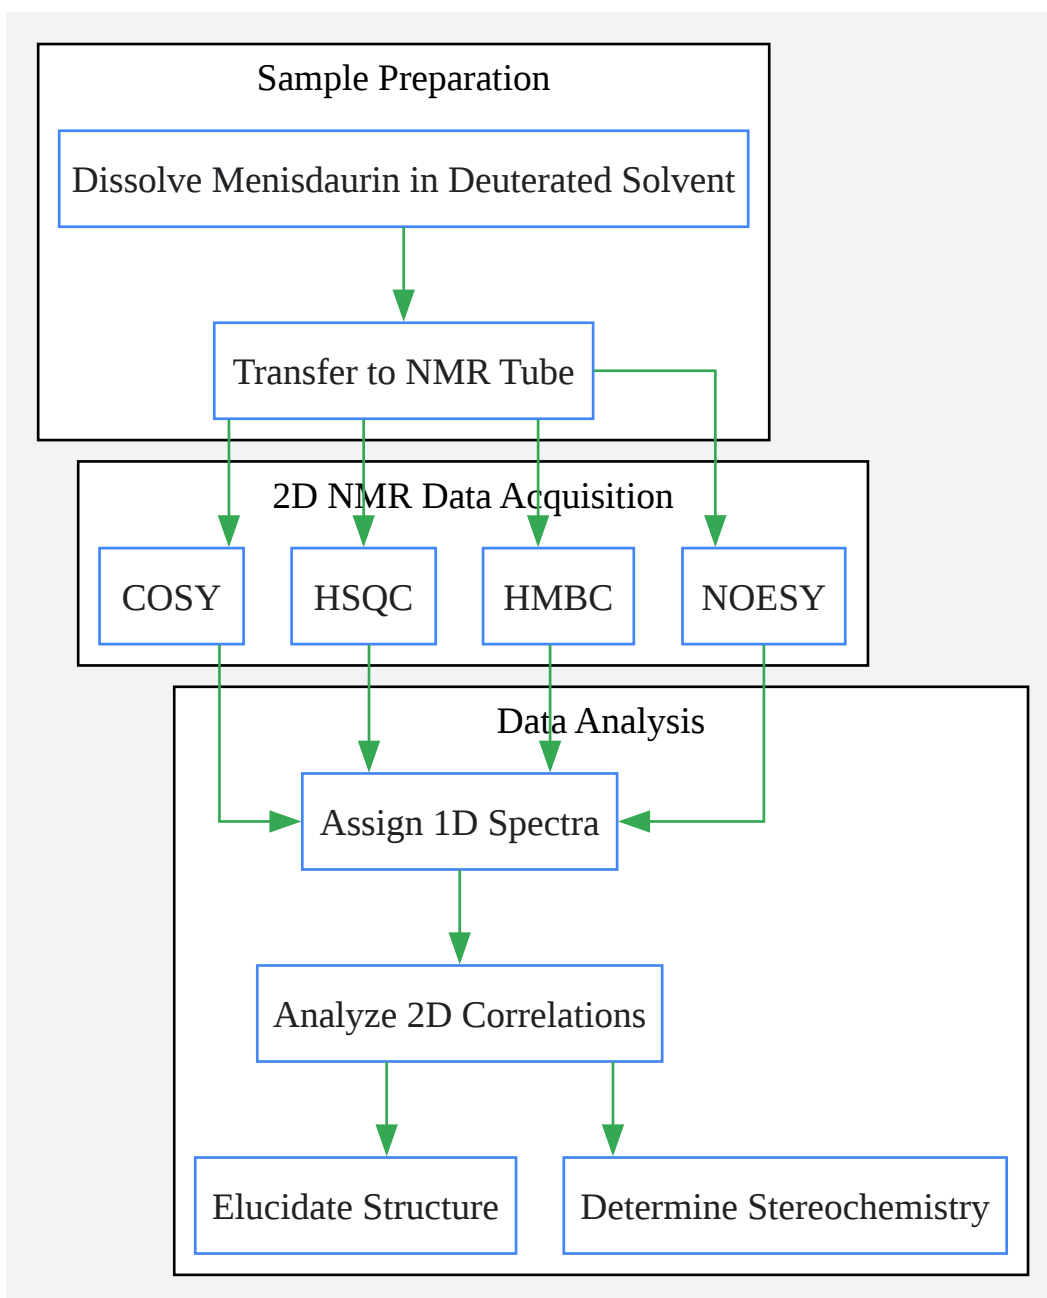 Sample Preparation
Dissolve Menisdaurin in Deuterated Solvent
Transfer to NMR Tube
2D NMR Data Acquisition
COSY
HSQC
HMBC
NOESY
Data Analysis
Assign 1D Spectra
Analyze 2D Correlations
Elucidate Structure
Determine Stereochemistry